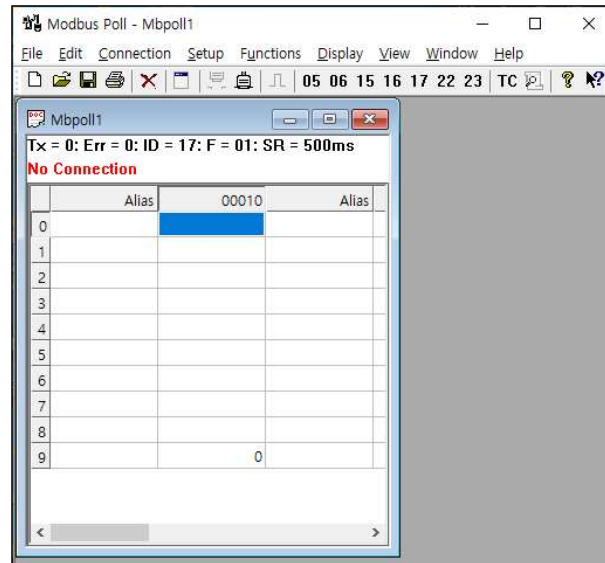 Modbus Poll - Mbpoll1
File Edit Connection Setup Functions Display View Window Help
05 06 15 16 17 22 23 TC
Mbpoll1
Tx = 0: Err = 0: ID = 17: F = 01: SR = 500ms
No Connection
Alias 00010 Alias
0
1
2
3
4
5
6
7
8
9 0